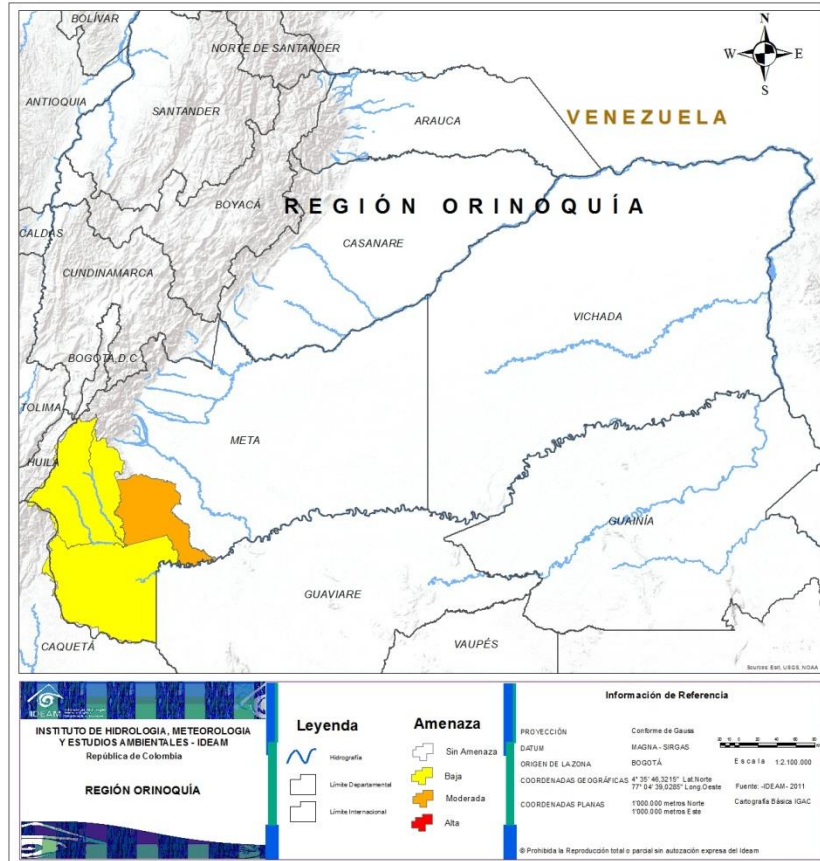 BOLÍVAR
N
W E
S
NORTE DE SANTANDER
ANTIOQUIA
SANTANDER
ARAUCA
VENEZUELA
BOYACÁ
REGIÓN ORINOQUÍA
CALDAS
CASANARE
CUNDINAMARCA
VICHADA
BOGOTÁ D.C
TOLIMA
META
HUILA
GUAINÍA
GUAVIARE
CAQUETÁ
VAUPÉS
Sources: Esri, USGS, NOAA
IDEAM
INSTITUTO DE HIDROLOGIA, METEOROLOGIA
Y ESTUDIOS AMBIENTALES - IDEAM
República de Colombia
REGIÓN ORINOQUÍA
Leyenda
Hidrografía
Límite Departamental
Límite Internacional
Amenaza
Sin Amenaza
Baja
Moderada
Alta
Información de Referencia
PROYECCIÓN Conforme de Gauss
DATUM MAGNA - SIRGAS
ORIGEN DE LA ZONA BOGOTÁ
COORDENADAS GEOGRÁFICAS 4° 35' 46,3215" Lat.Norte
77° 04' 39,0285" Long.Oeste
COORDENADAS PLANAS 1'000.000 metros Norte
1'000.000 metros Este
Escala 1:2.100.000
Fuente: -IDEAM- 2011
Cartografía Básica IGAC
© Prohibida la Reproducción total o parcial sin autozación expresa del Ideam